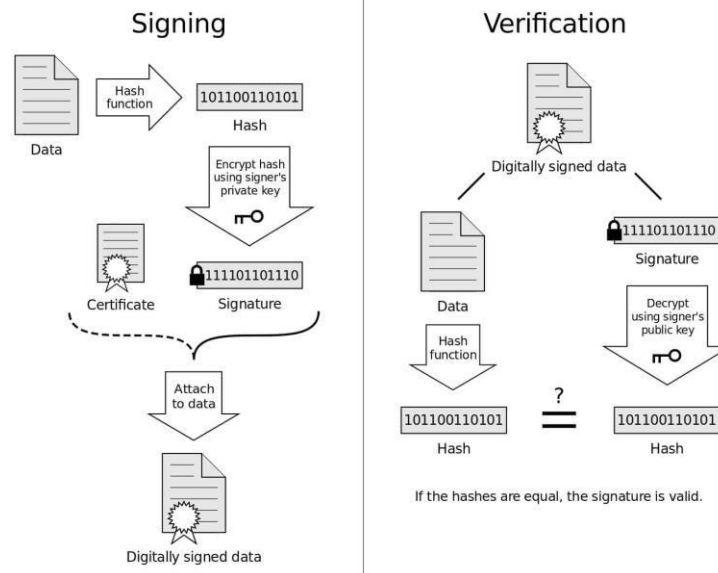 Signing
Data
Hash
function
101100110101
Hash
Encrypt hash
using signer's
private key
Certificate
111101101110
Signature
Attach
to data
Digitally signed data
Verification
Digitally signed data
Data
111101101110
Signature
Hash
function
Decrypt
using signer's
public key
101100110101
Hash
?
=
101100110101
Hash
If the hashes are equal, the signature is valid.